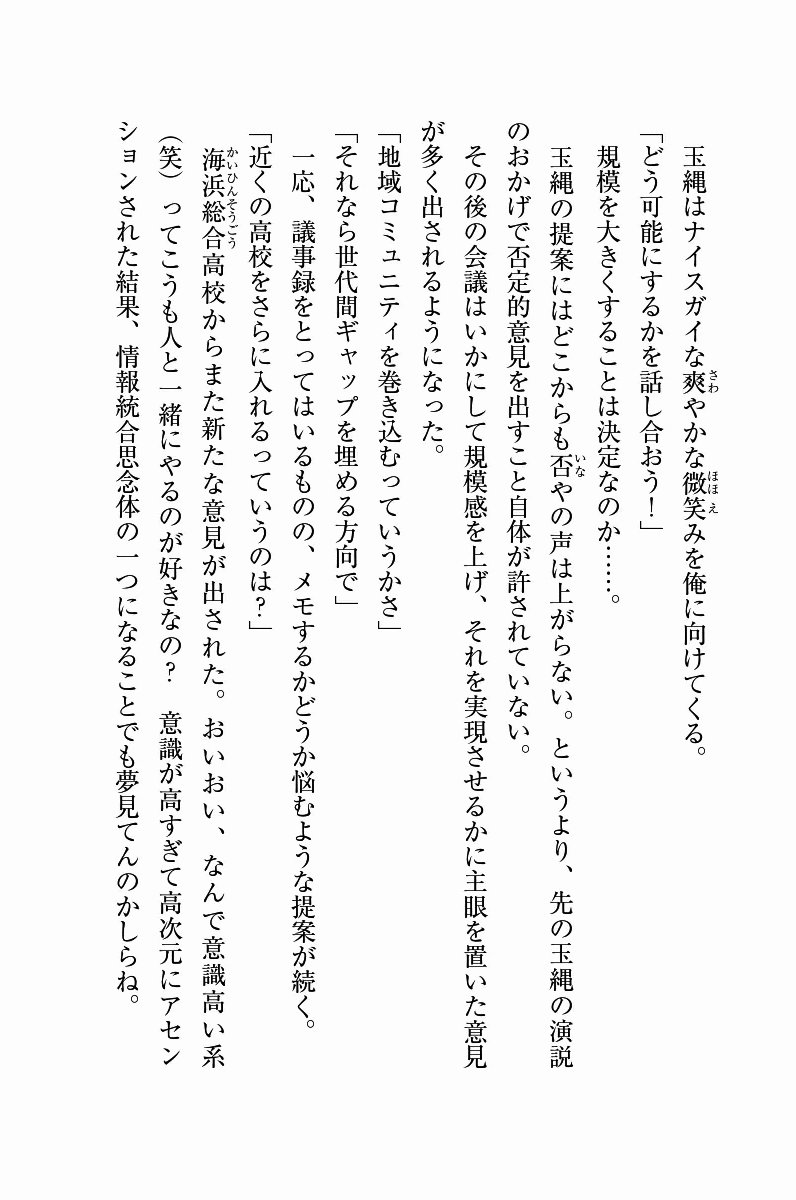 玉縄はナイスガイな爽やかな微笑みを俺に向けてくる。
「どう可能にするかを話し合おう！」
　規模を大きくすることは決定なのか……。
　玉縄の提案にはどこからも否やの声は上がらない。というより、先の玉縄の演説
のおかげで否定的意見を出すこと自体が許されていない。
　その後の会議はいかにして規模感を上げ、それを実現させるかに主眼を置いた意見
が多く出されるようになった。
「地域コミュニティを巻き込むっていうかさ」
「それなら世代間ギャップを埋める方向で」
　一応、議事録をとってはいるものの、メモするかどうか悩むような提案が続く。
「近くの高校をさらに入れるっていうのは？」
　海浜総合高校からまた新たな意見が出された。おいおい、なんで意識高い系
（笑）ってこうも人と一緒にやるのが好きなの？　意識が高すぎて高次元にアセン
ションされた結果、情報統合思念体の一つになることでも夢見てんのかしらね。